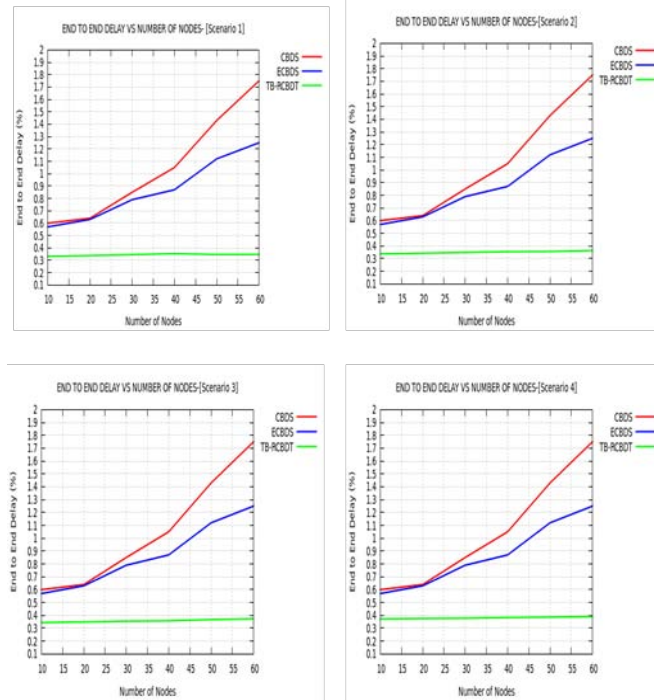 END TO END DELAY VS NUMBER OF NODES- [Scenario 1]
CBDS
ECBDS
TB-RCBDT
End to End Delay (%)
2
1.9
1.8
1.7
1.6
1.5
1.4
1.3
1.2
1.1
1
0.9
0.8
0.7
0.6
0.5
0.4
0.3
0.2
0.1
10 15 20 25 30 35 40 45 50 55 60
Number of Nodes
END TO END DELAY VS NUMBER OF NODES-[Scenario 2]
CBDS
ECBDS
TB-RCBDT
End to End Delay (%)
2
1.9
1.8
1.7
1.6
1.5
1.4
1.3
1.2
1.1
1
0.9
0.8
0.7
0.6
0.5
0.4
0.3
0.2
0.1
10 15 20 25 30 35 40 45 50 55 60
Number of Nodes
END TO END DELAY VS NUMBER OF NODES-[Scenario 3]
CBDS
ECBDS
TB-RCBDT
End to End Delay (%)
2
1.9
1.8
1.7
1.6
1.5
1.4
1.3
1.2
1.1
1
0.9
0.8
0.7
0.6
0.5
0.4
0.3
0.2
0.1
10 15 20 25 30 35 40 45 50 55 60
Number of Nodes
END TO END DELAY VS NUMBER OF NODES-[Scenario 4]
CBDS
ECBDS
TB-RCBDT
End to End Delay (%)
2
1.9
1.8
1.7
1.6
1.5
1.4
1.3
1.2
1.1
1
0.9
0.8
0.7
0.6
0.5
0.4
0.3
0.2
0.1
10 15 20 25 30 35 40 45 50 55 60
Number of Nodes